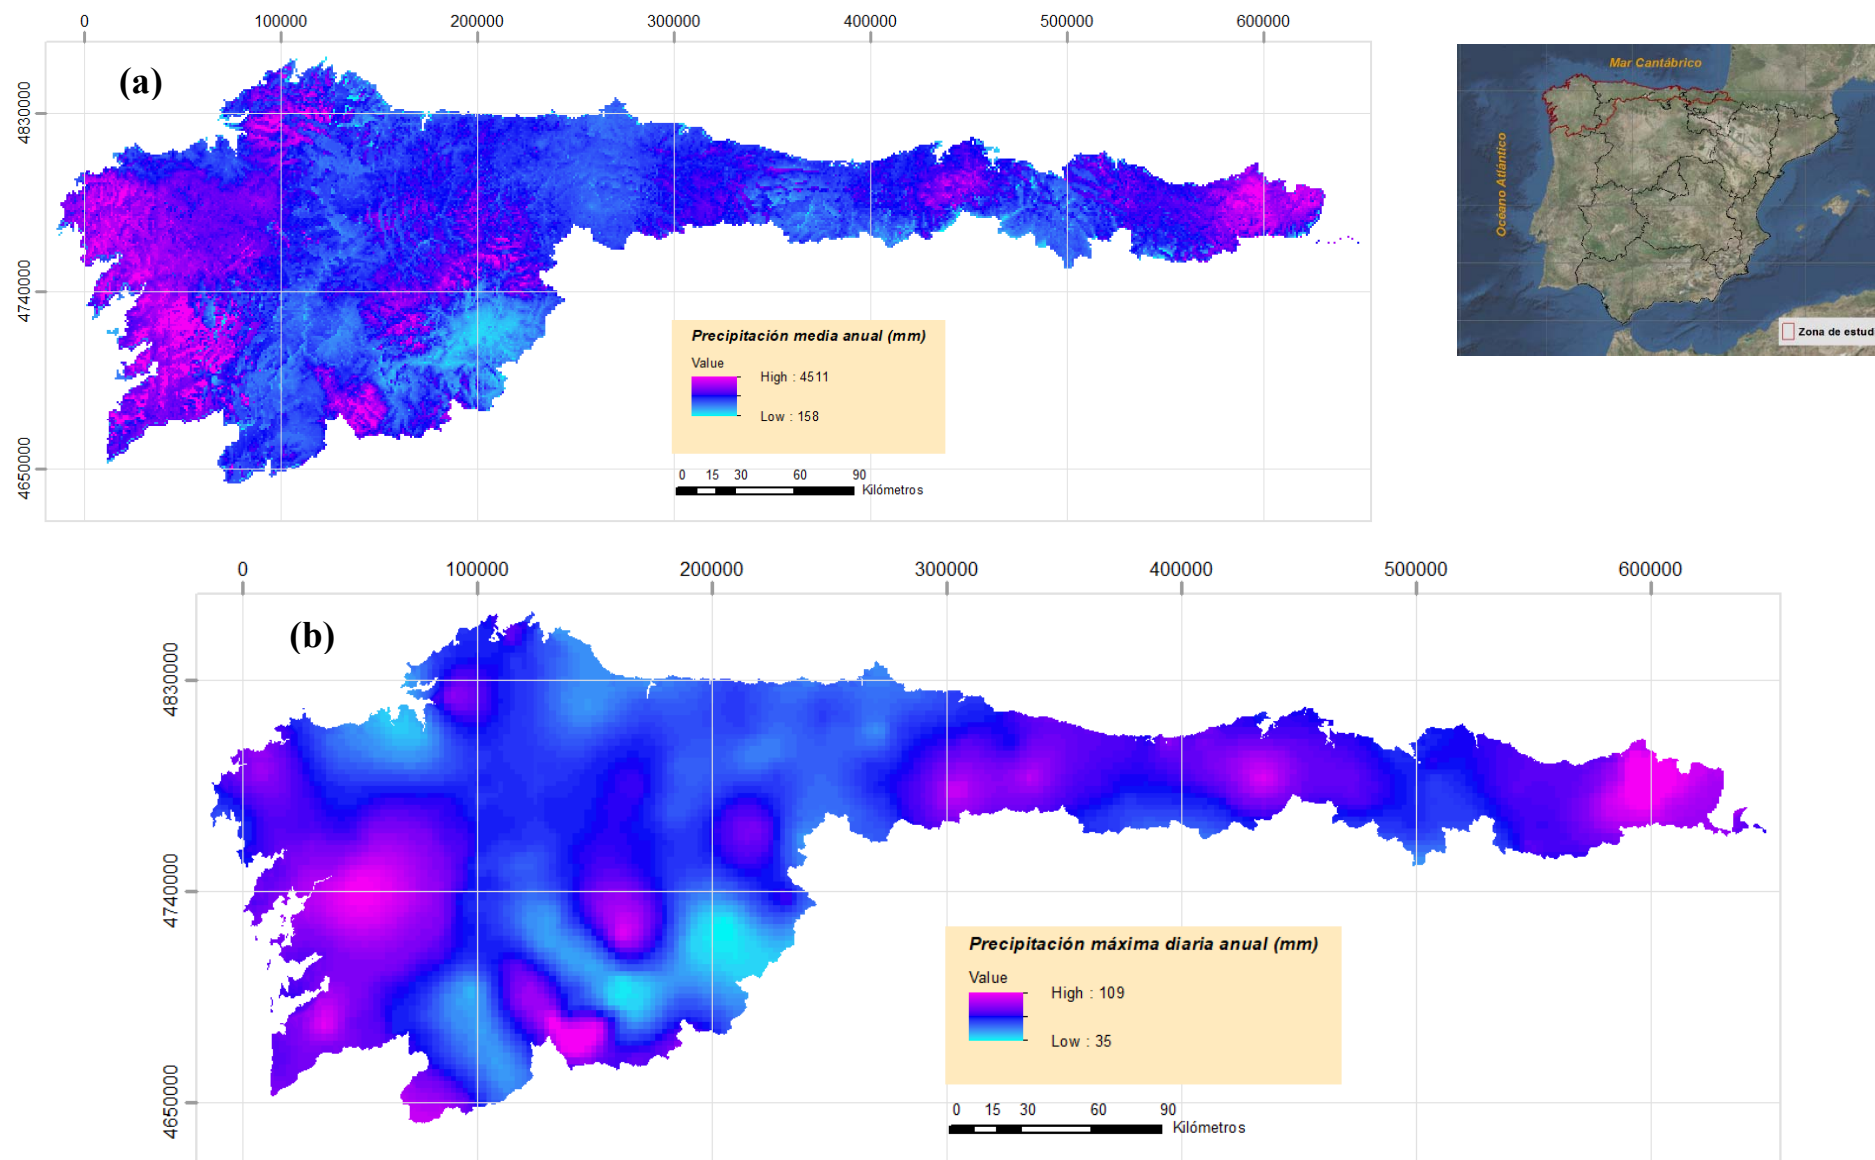 0 100000 200000 300000 400000 500000 600000
(a)
4830000
4740000
4650000
Precipitación media anual (mm)
Value
High : 4511
Low : 158
0 15 30 60 90
Kilómetros
Mar Cantábrico
Océano Atlántico
Zona de estud
0 100000 200000 300000 400000 500000 600000
(b)
4830000
4740000
4650000
Precipitación máxima diaria anual (mm)
Value
High : 109
Low : 35
0 15 30 60 90
Kilómetros